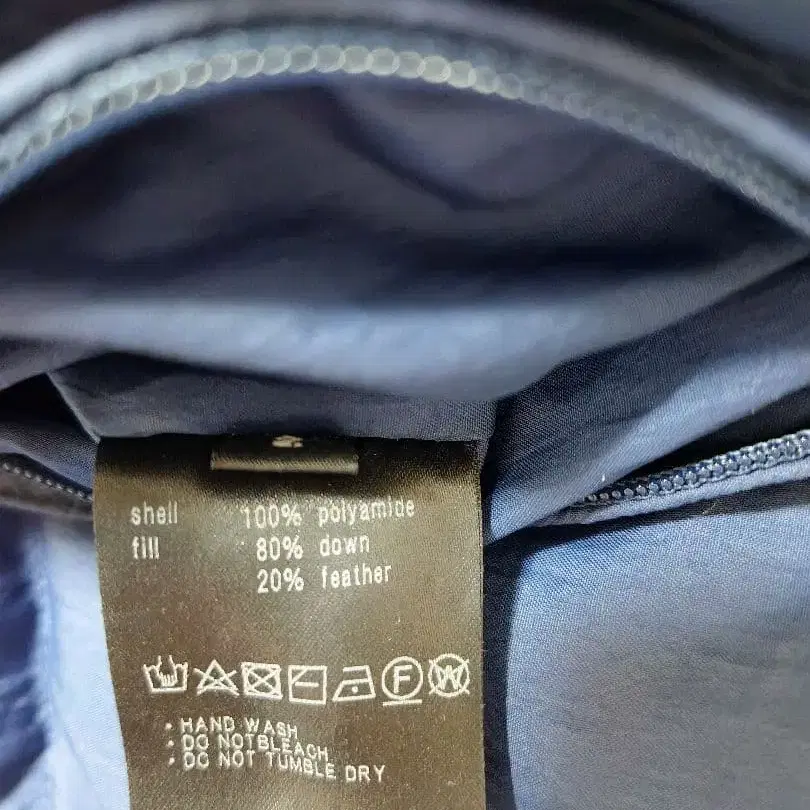 shell 100% polyamide
fill 80% down
20% feather
F W
• HAND WASH
• DO NOTBLEACH
• DO NOT TUMBLE DRY